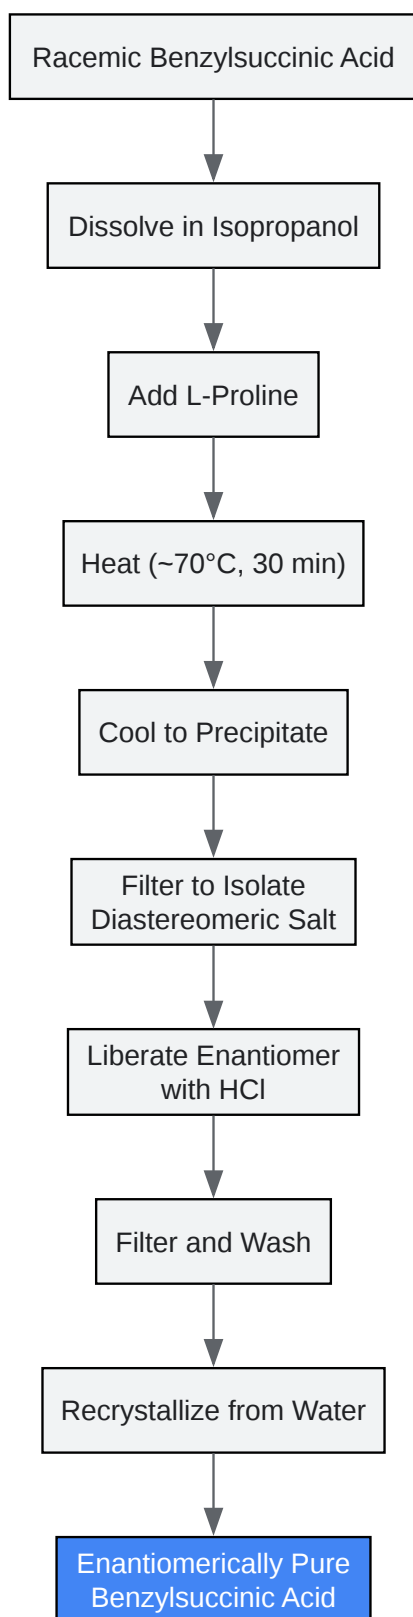 Racemic Benzylsuccinic Acid
Dissolve in Isopropanol
Add L-Proline
Heat (~70°C, 30 min)
Cool to Precipitate
Filter to Isolate
Diastereomeric Salt
Liberate Enantiomer
with HCl
Filter and Wash
Recrystallize from Water
Enantiomerically Pure
Benzylsuccinic Acid